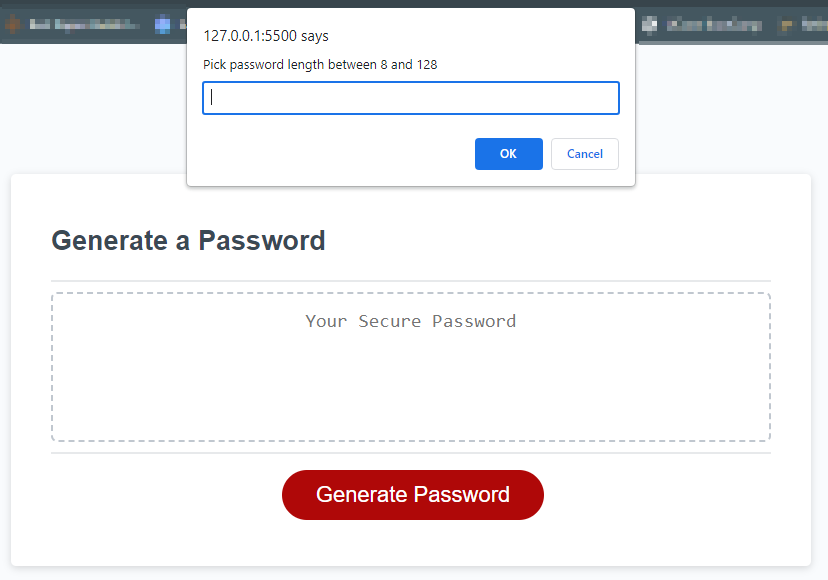 127.0.0.1:5500 says
Pick password length between 8 and 128
OK
Cancel
Generate a Password
Your Secure Password
Generate Password